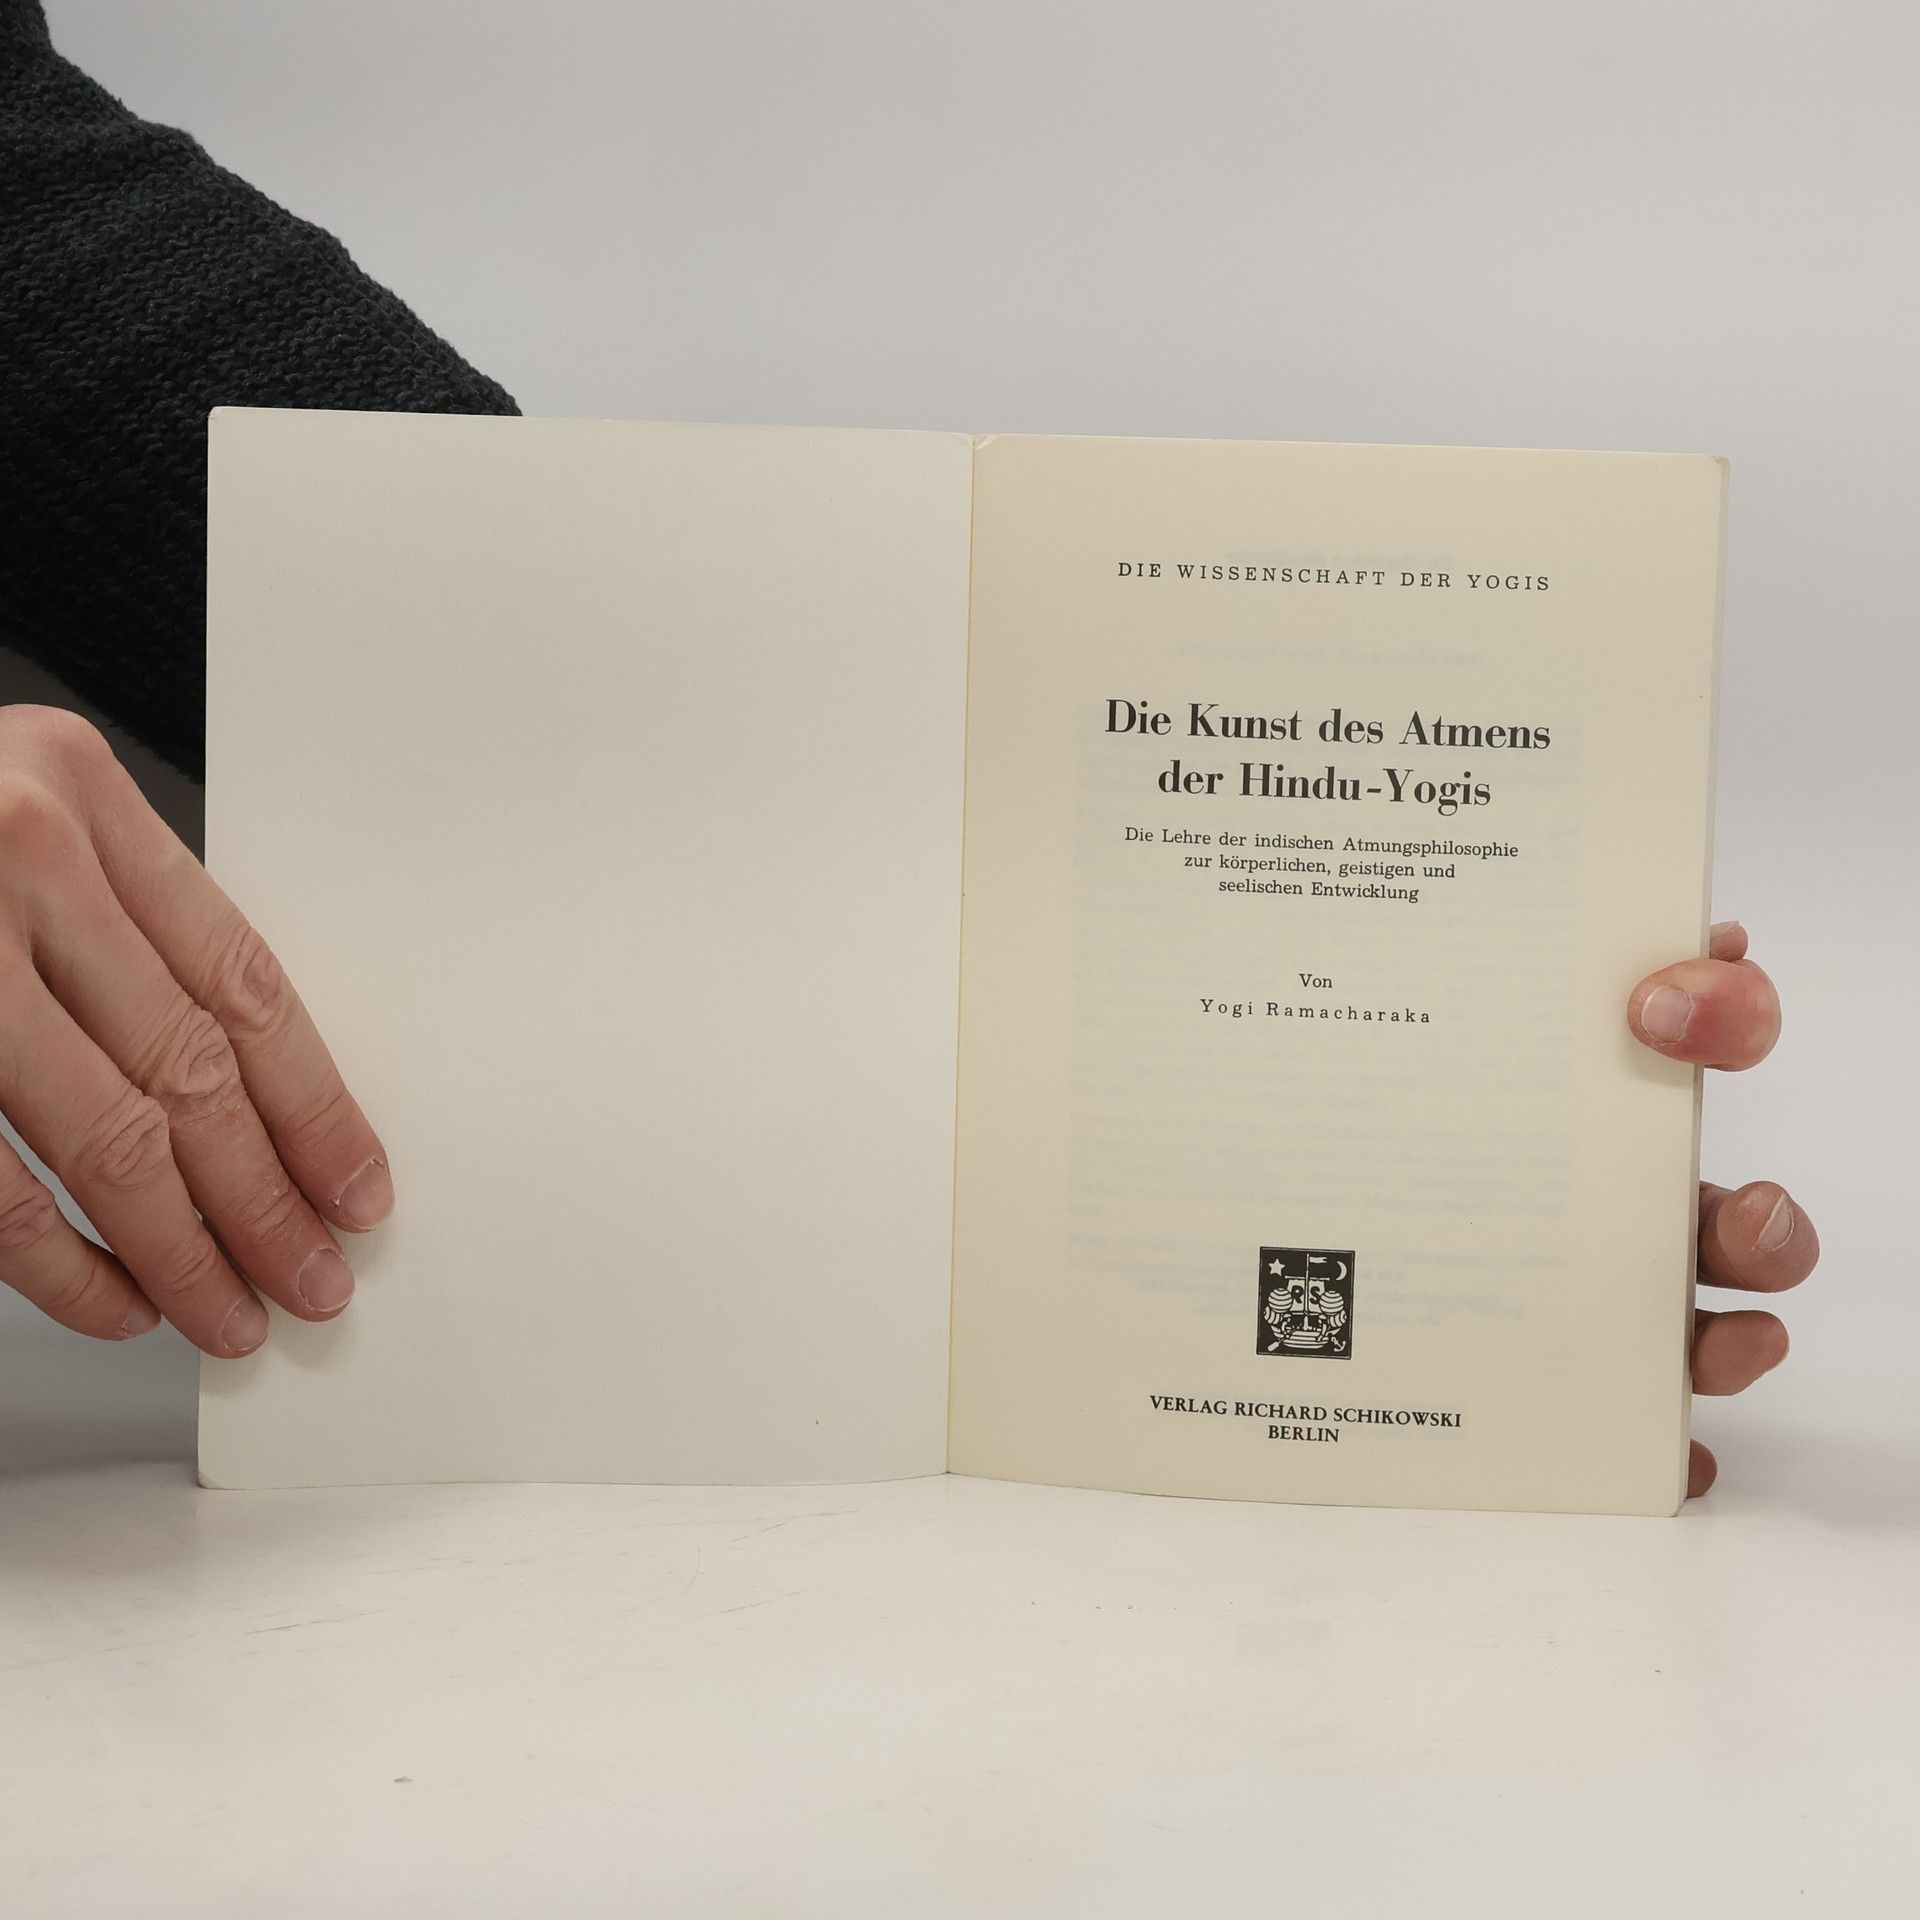 DIE WISSENSCHAFT DER YOGIS
Die Kunst des Atmens
der Hindu-Yogis
Die Lehre der indischen Atmungsphilosophie
zur körperlichen, geistigen und
seelischen Entwicklung
Von
Yogi Ramacharaka
R S
VERLAG RICHARD SCHIKOWSKI
BERLIN